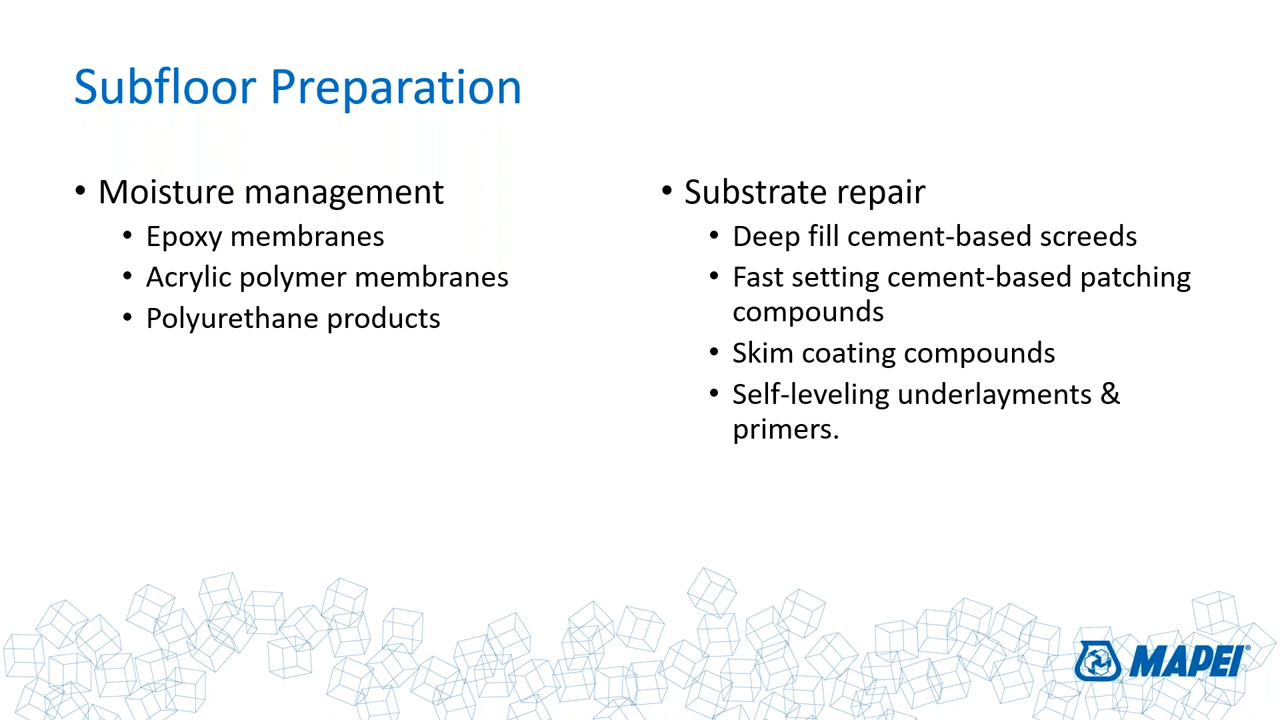 Subfloor Preparation
• Moisture management
• Epoxy membranes
• Acrylic polymer membranes
• Polyurethane products
• Substrate repair
• Deep fill cement-based screeds
• Fast setting cement-based patching
compounds
• Skim coating compounds
• Self-leveling underlayments &
primers.
MAPEI®